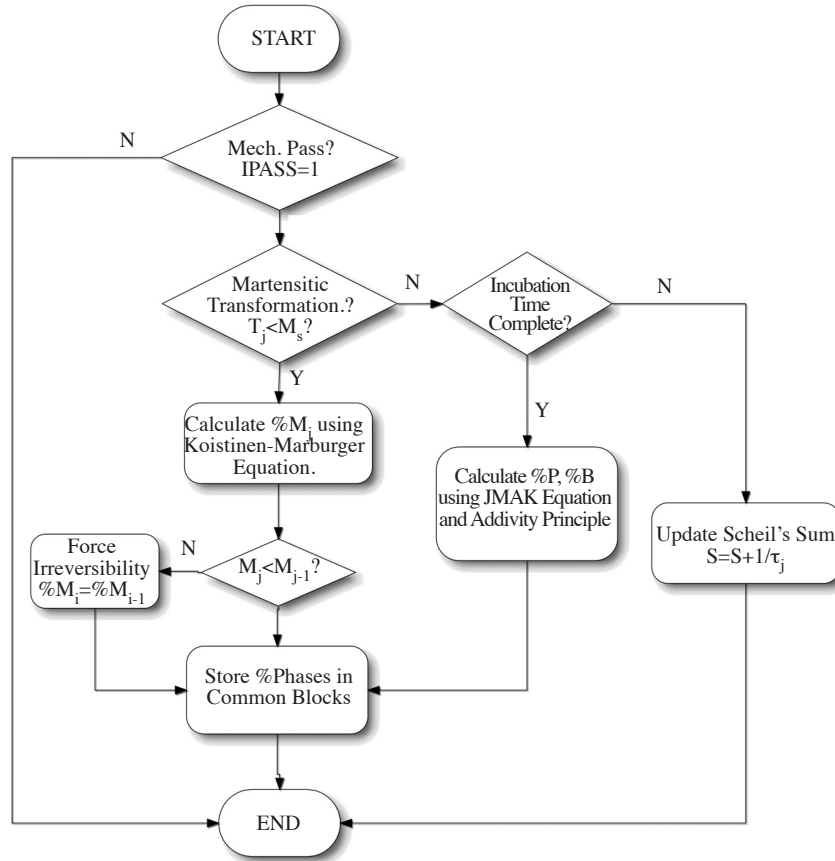 START
N
Mech. Pass?
IPASS=1
Martensitic
Transformation.?
T_j<M_s?
N
Incubation
Time
Complete?
N
Y
Calculate %M_j using
Koistinen-Marburger
Equation.
Y
Calculate %P, %B
using JMAK Equation
and Addivity Principle
Update Scheil's Sum
S=S+1/τ_j
Force
Irreversibility
%M_i=%M_i-1
N
M_j<M_j-1?
Store %Phases in
Common Blocks
END